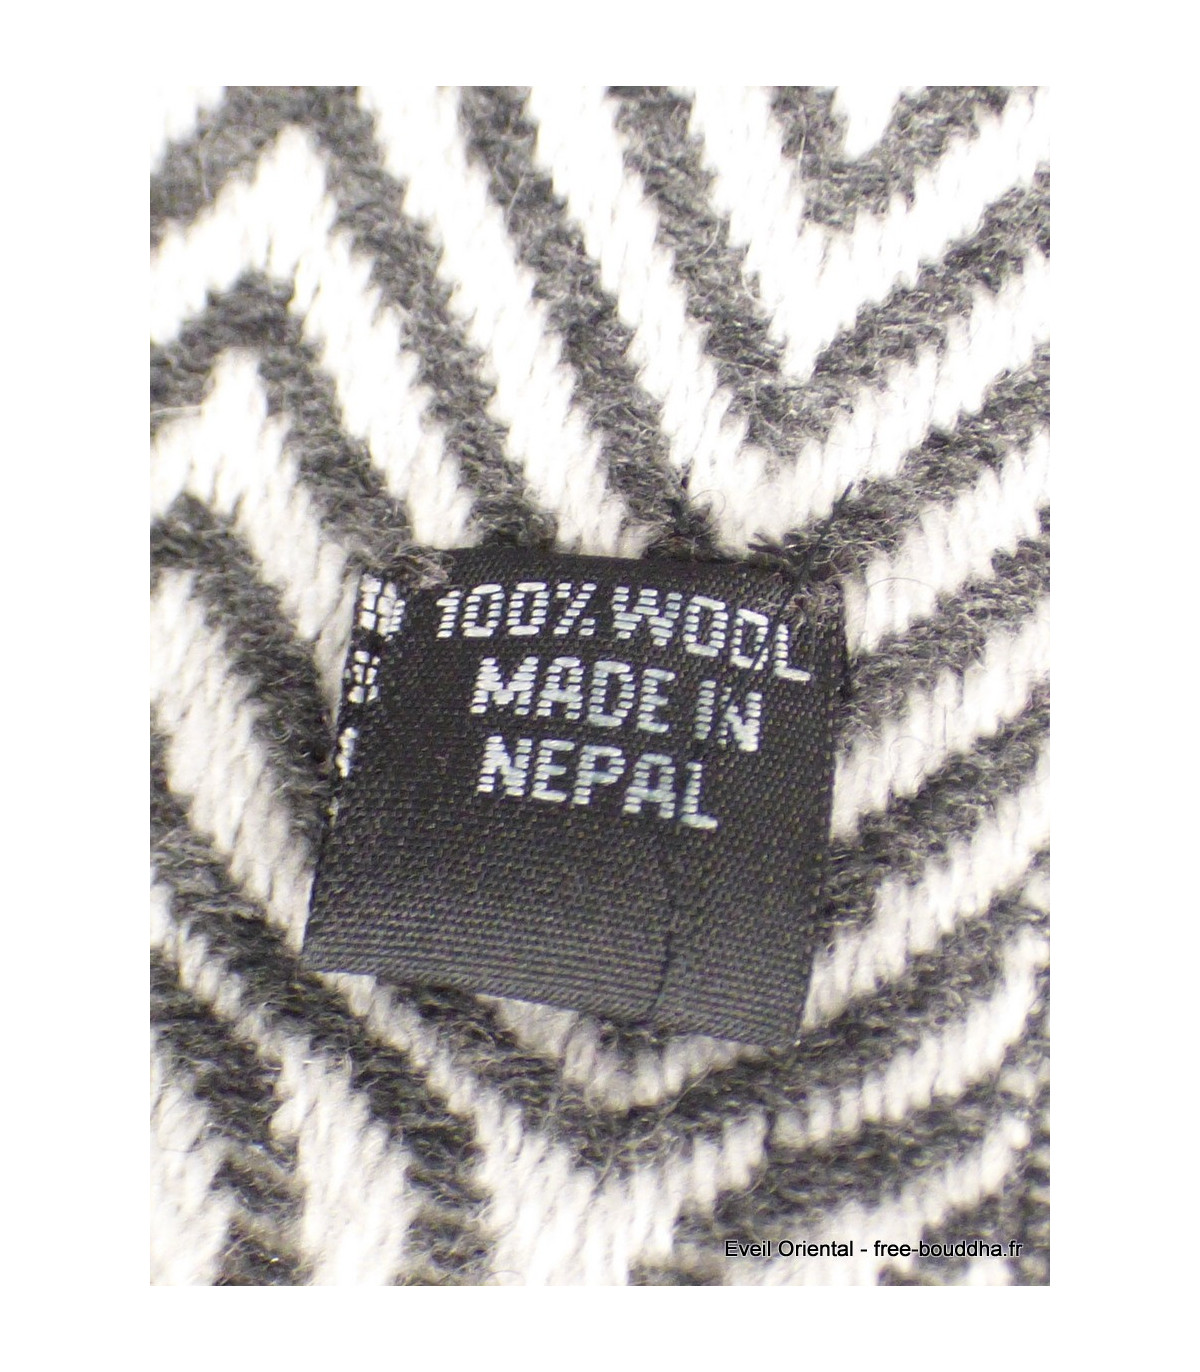 100% WOOL
MADE IN
NEPAL
Eveil Oriental - free-bouddha.fr